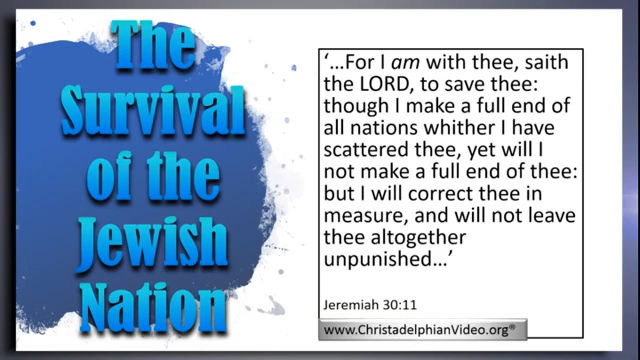 The
Survival
of the
Jewish
Nation
‘…For I am with thee, saith
the LORD, to save thee:
though I make a full end of
all nations whither I have
scattered thee, yet will I
not make a full end of thee:
but I will correct thee in
measure, and will not leave
thee altogether
unpunished…’
Jeremiah 30:11
www.ChristadelphianVideo.org®